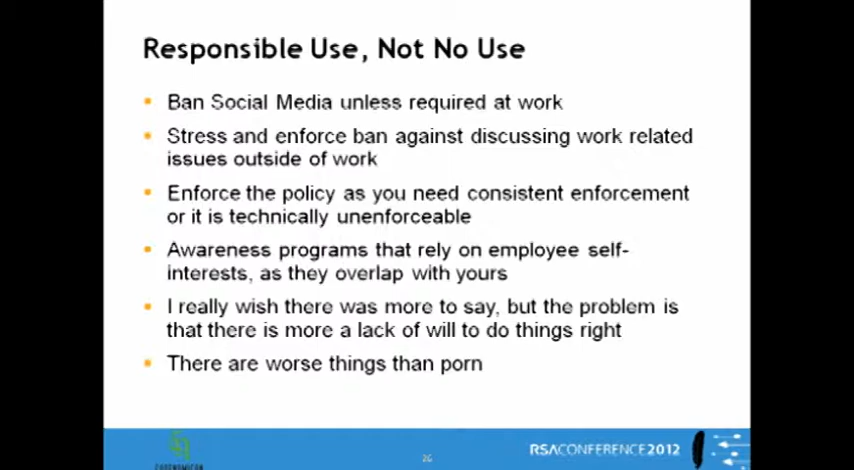 Responsible Use, Not No Use
Ban Social Media unless required at work
Stress and enforce ban against discussing work related
issues outside of work
Enforce the policy as you need consistent enforcement
or it is technically unenforceable
Awareness programs that rely on employee self-
interests, as they overlap with yours
I really wish there was more to say, but the problem is
that there is more a lack of will to do things right
There are worse things than porn
CODENOMICON
26
RSACONFERENCE2012